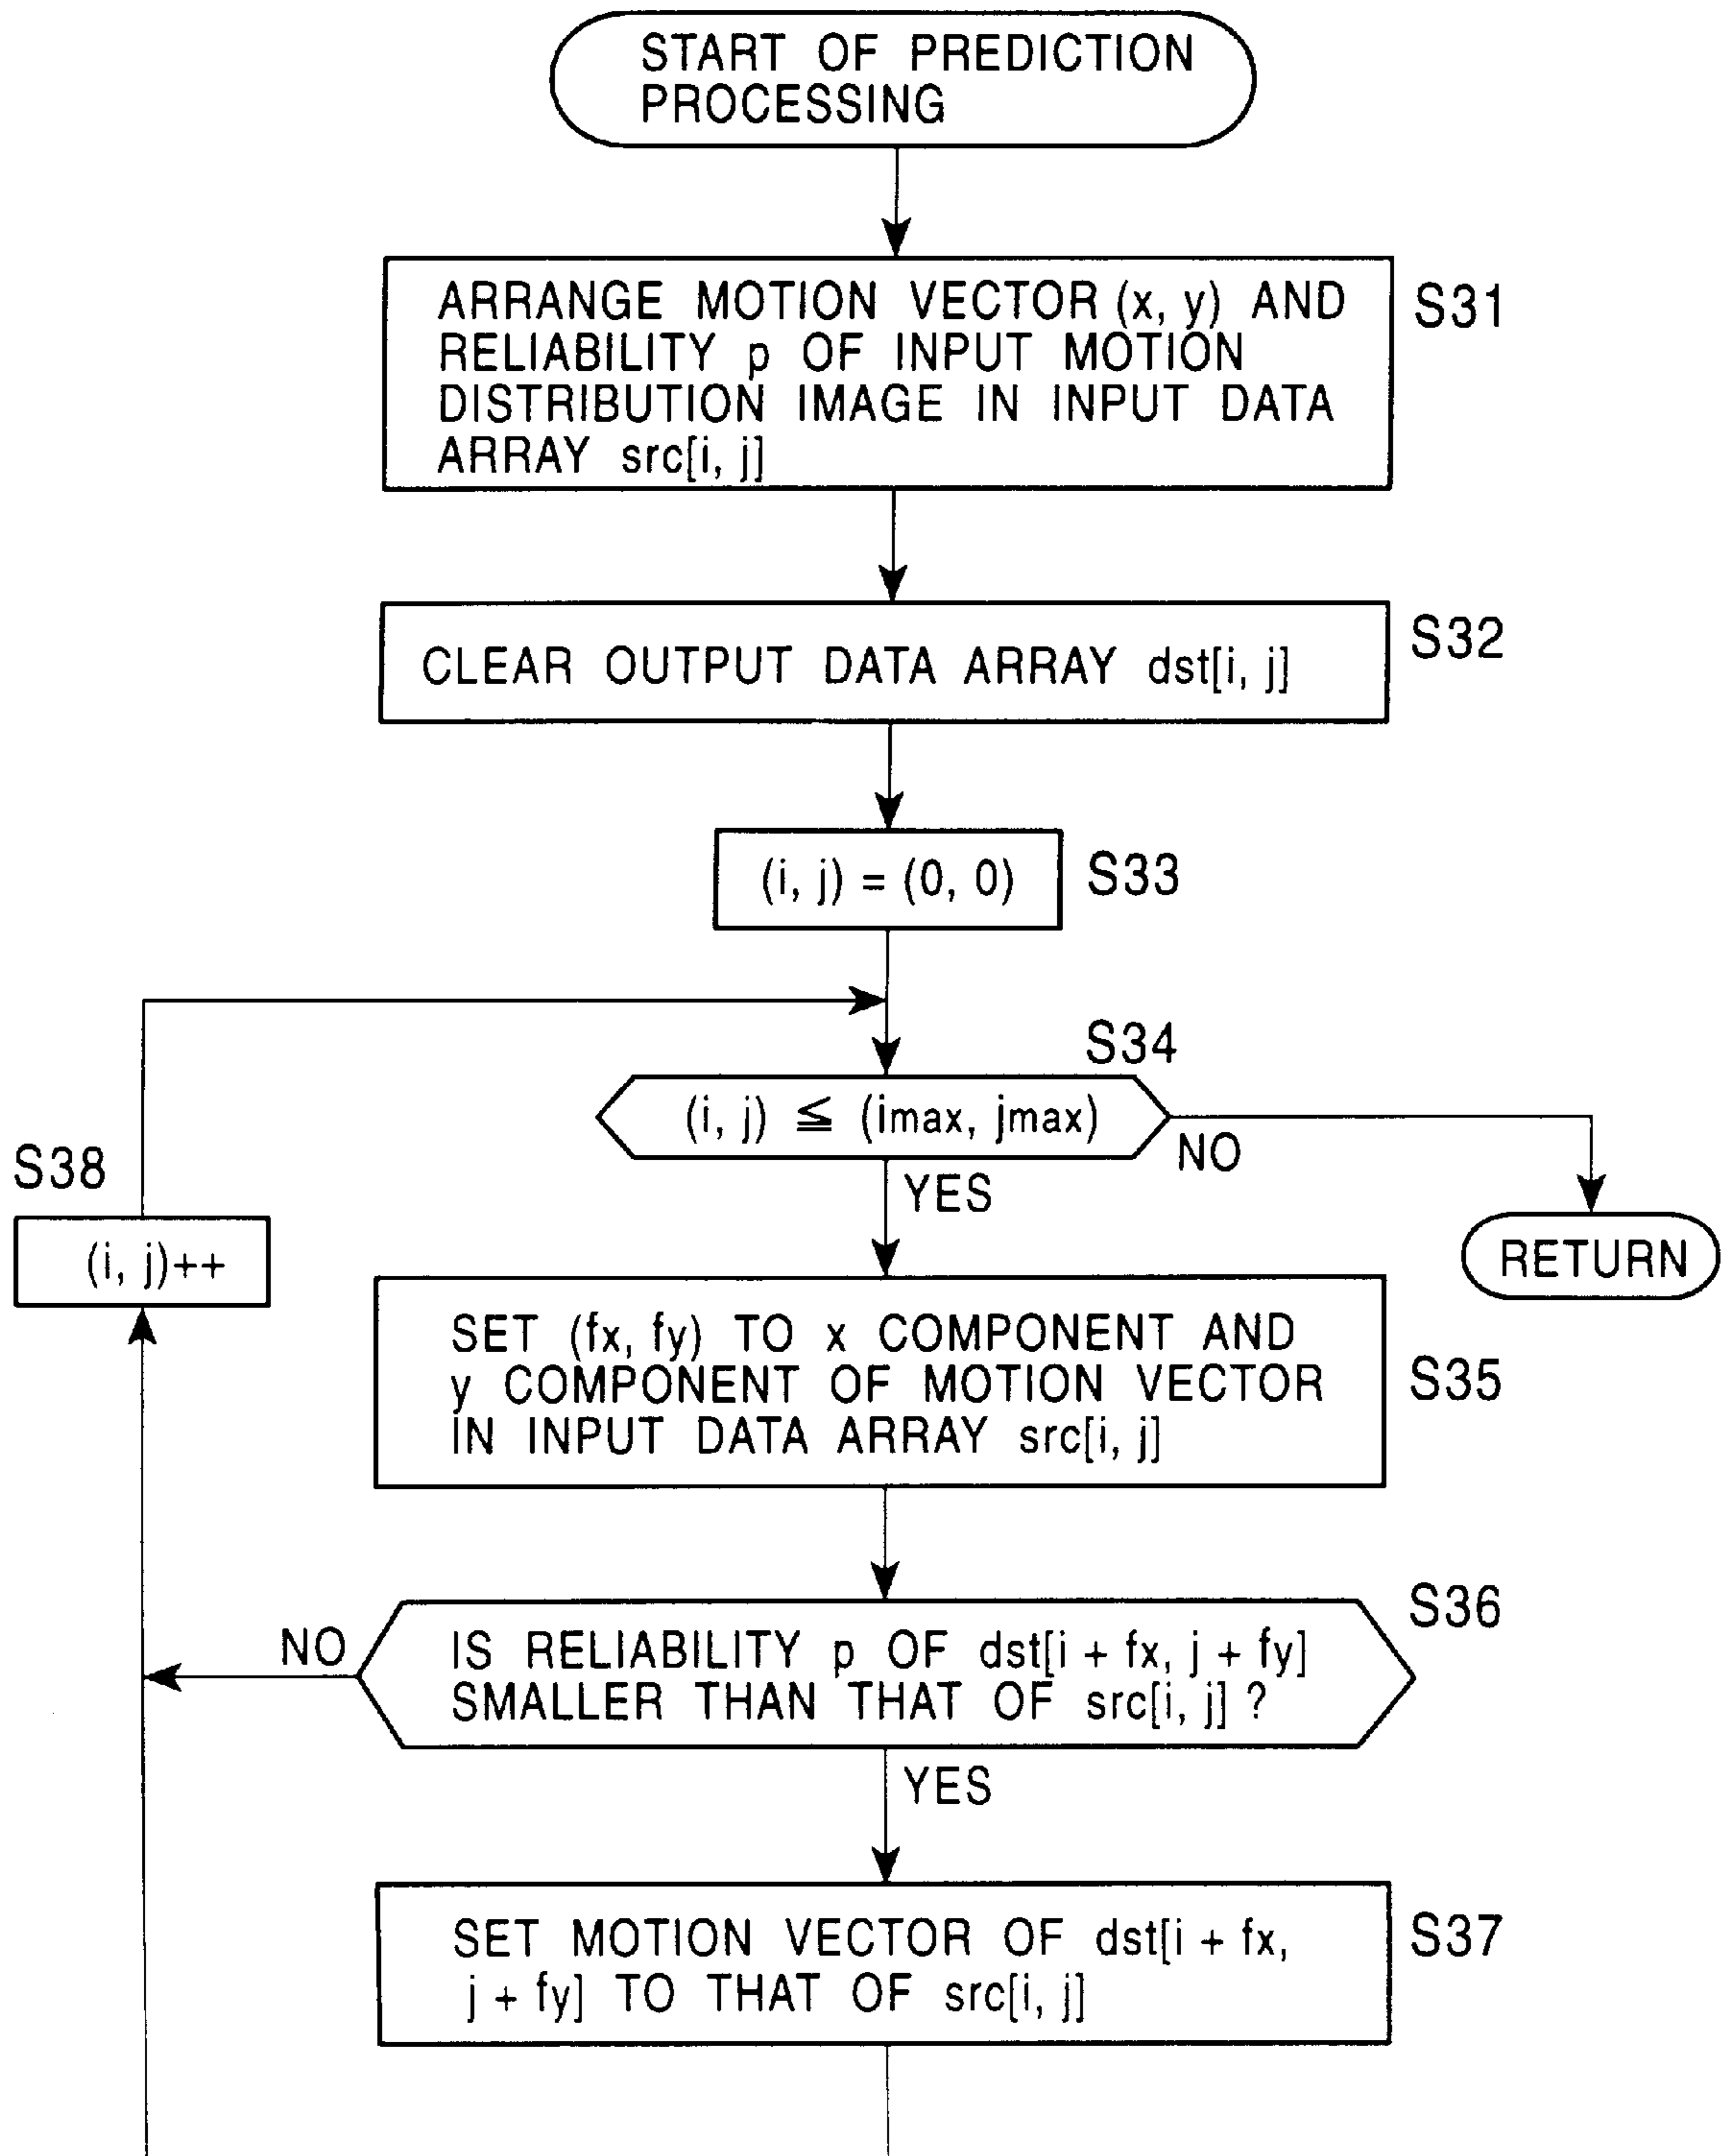 START OF PREDICTION
PROCESSING
ARRANGE MOTION VECTOR (x, y) AND
RELIABILITY p OF INPUT MOTION
DISTRIBUTION IMAGE IN INPUT DATA
ARRAY src[i, j]
S31
CLEAR OUTPUT DATA ARRAY dst[i, j]
S32
(i, j) = (0, 0)
S33
S34
(i, j) ≦ (imax, jmax)
NO
YES
S38
(i, j)++
RETURN
SET (fx, fy) TO x COMPONENT AND
y COMPONENT OF MOTION VECTOR
IN INPUT DATA ARRAY src[i, j]
S35
S36
NO
IS RELIABILITY p OF dst[i + fx, j + fy]
SMALLER THAN THAT OF src[i, j] ?
YES
SET MOTION VECTOR OF dst[i + fx,
j + fy] TO THAT OF src[i, j]
S37